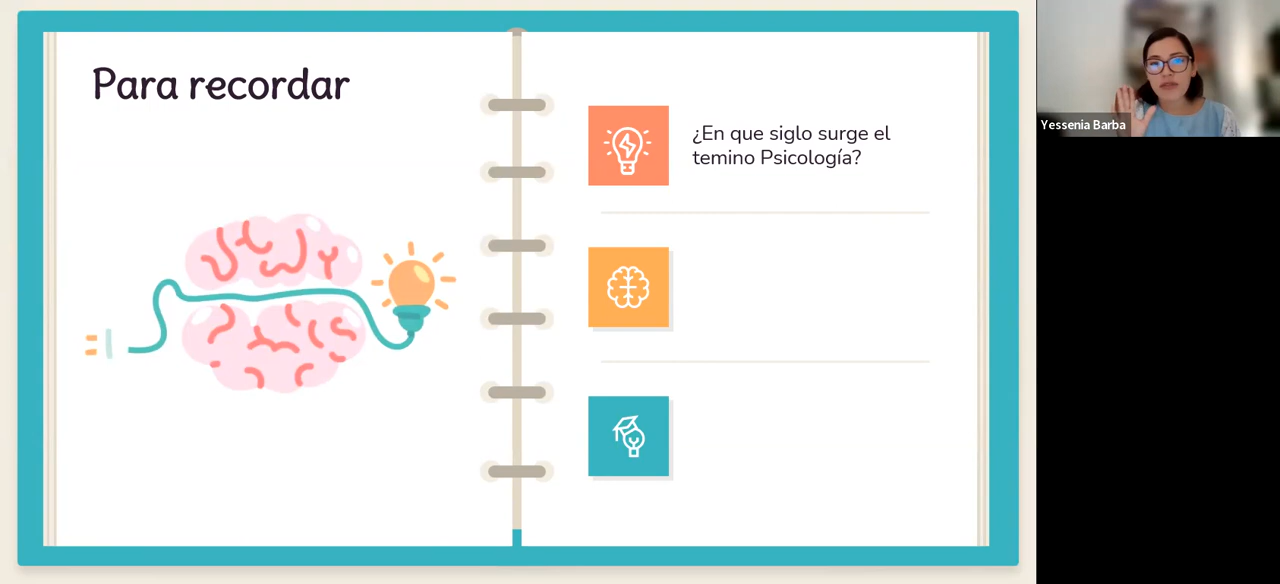 Para recordar
¿En que siglo surge el
temino Psicología?
Yessenia Barba